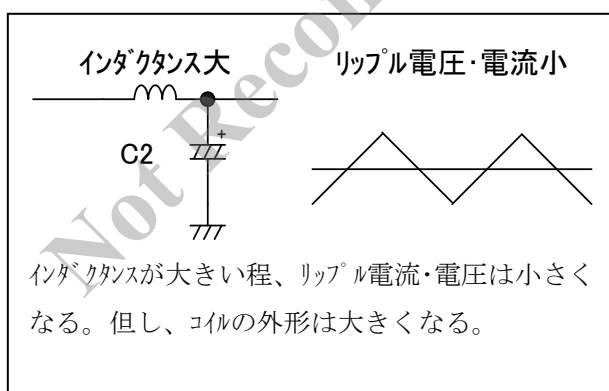 ｲﾝﾀﾞｸﾀﾝｽ大
ﾘｯﾌﾟﾙ電圧･電流小
+
C2
ｲﾝﾀﾞｸﾀﾝｽが大きい程、ﾘｯﾌﾟﾙ電流･電圧は小さく
なる。但し、ｺｲﾙの外形は大きくなる。
Not Recom